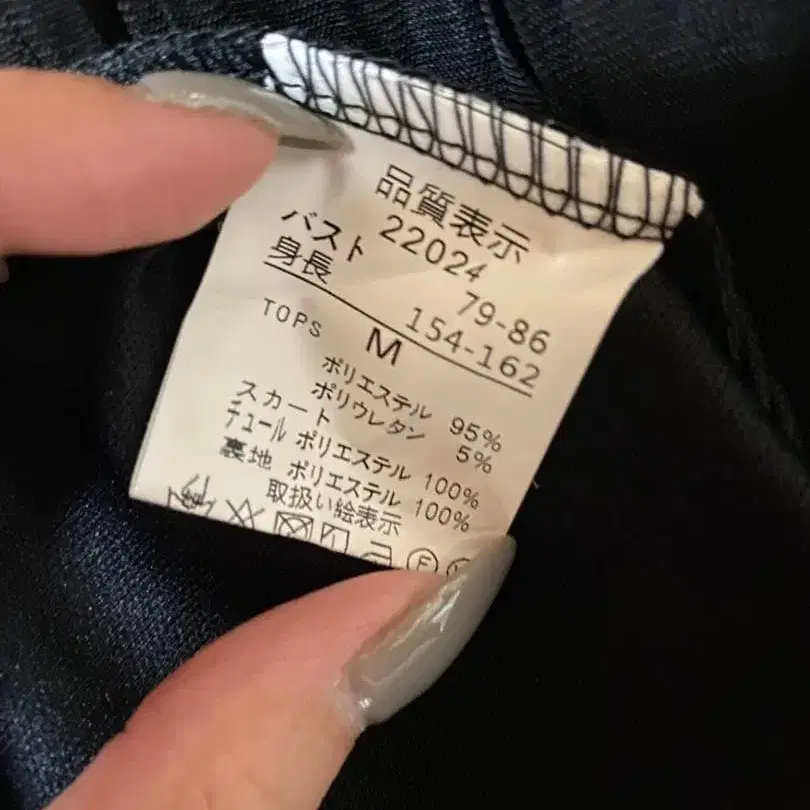 品質表示
22024
バスト 79-86
身長 154-162
TOPS M
ポリエステル 95%
ポリウレタン 5%
スカート
チュール ポリエステル 100%
裏地 ポリエステル 100%
取扱い絵表示
F